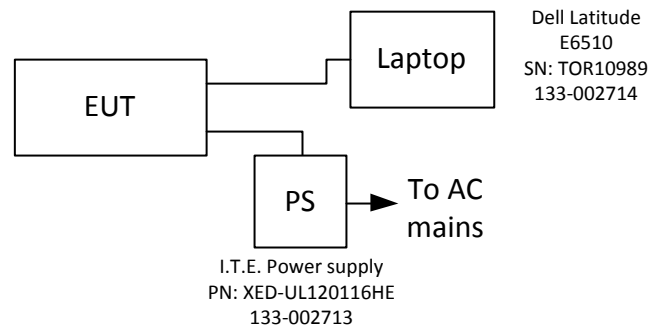 Dell Latitude
E6510
SN: TOR10989
133-002714
Laptop
EUT
PS
To AC
mains
I.T.E. Power supply
PN: XED-UL120116HE
133-002713